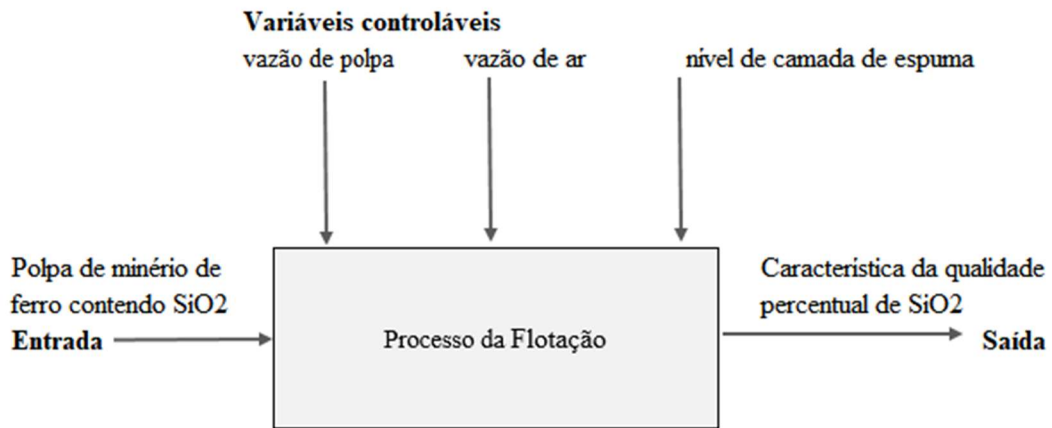 Variáveis controláveis
vazão de polpa vazão de ar nível de camada de espuma
Polpa de minério de
ferro contendo SiO2
Entrada
Processo da Flotação
Característica da qualidade
percentual de SiO2
Saída